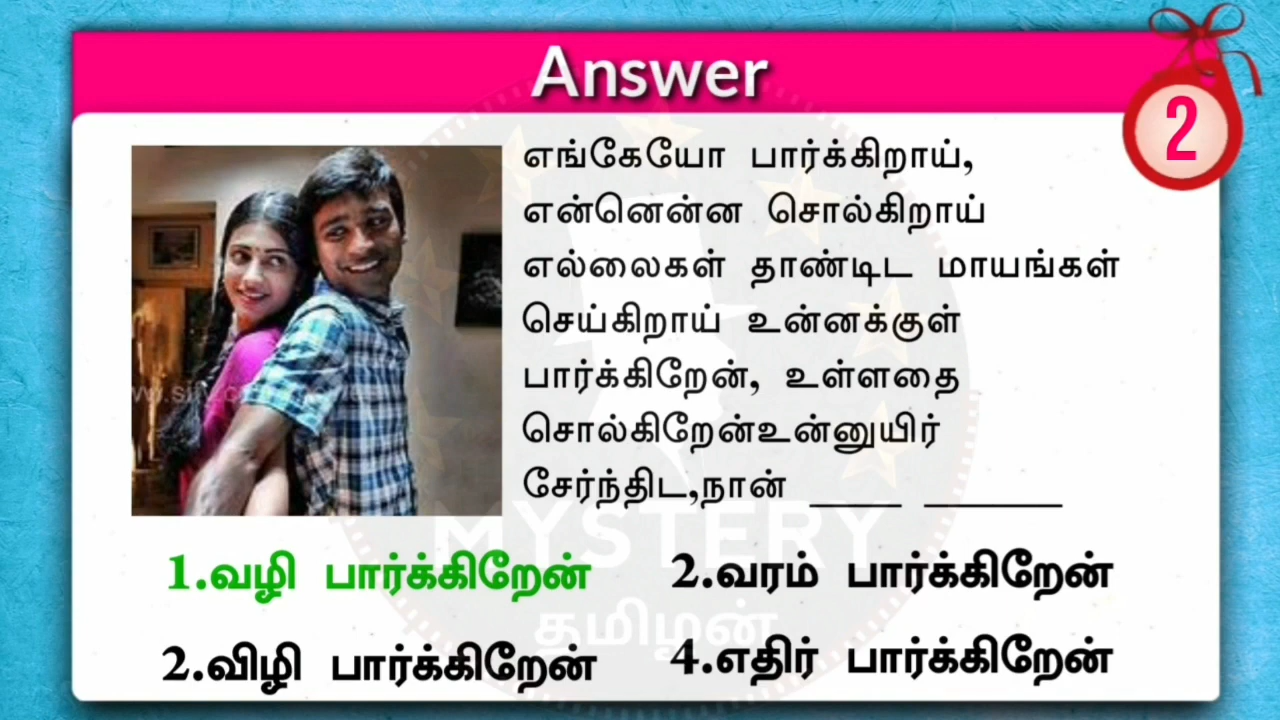 Answer
2
எங்கேயோ பார்க்கிறாய்,
என்னென்ன சொல்கிறாய்
எல்லைகள் தாண்டிட மாயங்கள்
செய்கிறாய் உன்னக்குள்
பார்க்கிறேன், உள்ளதை
சொல்கிறேன்உன்னுயிர்
சேர்ந்திட,நான் ____ ______
MYSTERY
தமிழன்
1.வழி பார்க்கிறேன்
2.வரம் பார்க்கிறேன்
2.விழி பார்க்கிறேன்
4.எதிர் பார்க்கிறேன்